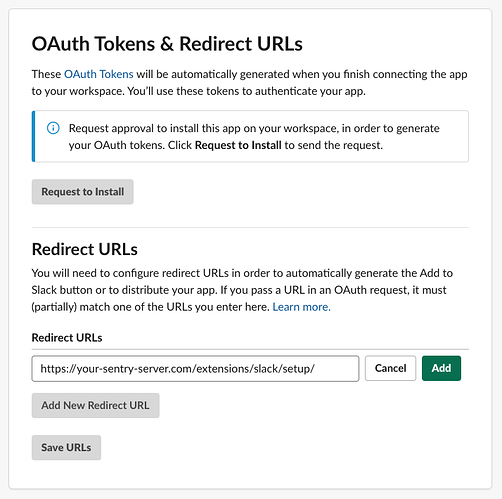 OAuth Tokens & Redirect URLs
These OAuth Tokens will be automatically generated when you finish connecting the app
to your workspace. You’ll use these tokens to authenticate your app.
Request approval to install this app on your workspace, in order to generate
your OAuth tokens. Click Request to Install to send the request.
Request to Install
Redirect URLs
You will need to configure redirect URLs in order to automatically generate the Add to
Slack button or to distribute your app. If you pass a URL in an OAuth request, it must
(partially) match one of the URLs you enter here. Learn more.
Redirect URLs
https://your-sentry-server.com/extensions/slack/setup/ Cancel Add
Add New Redirect URL
Save URLs